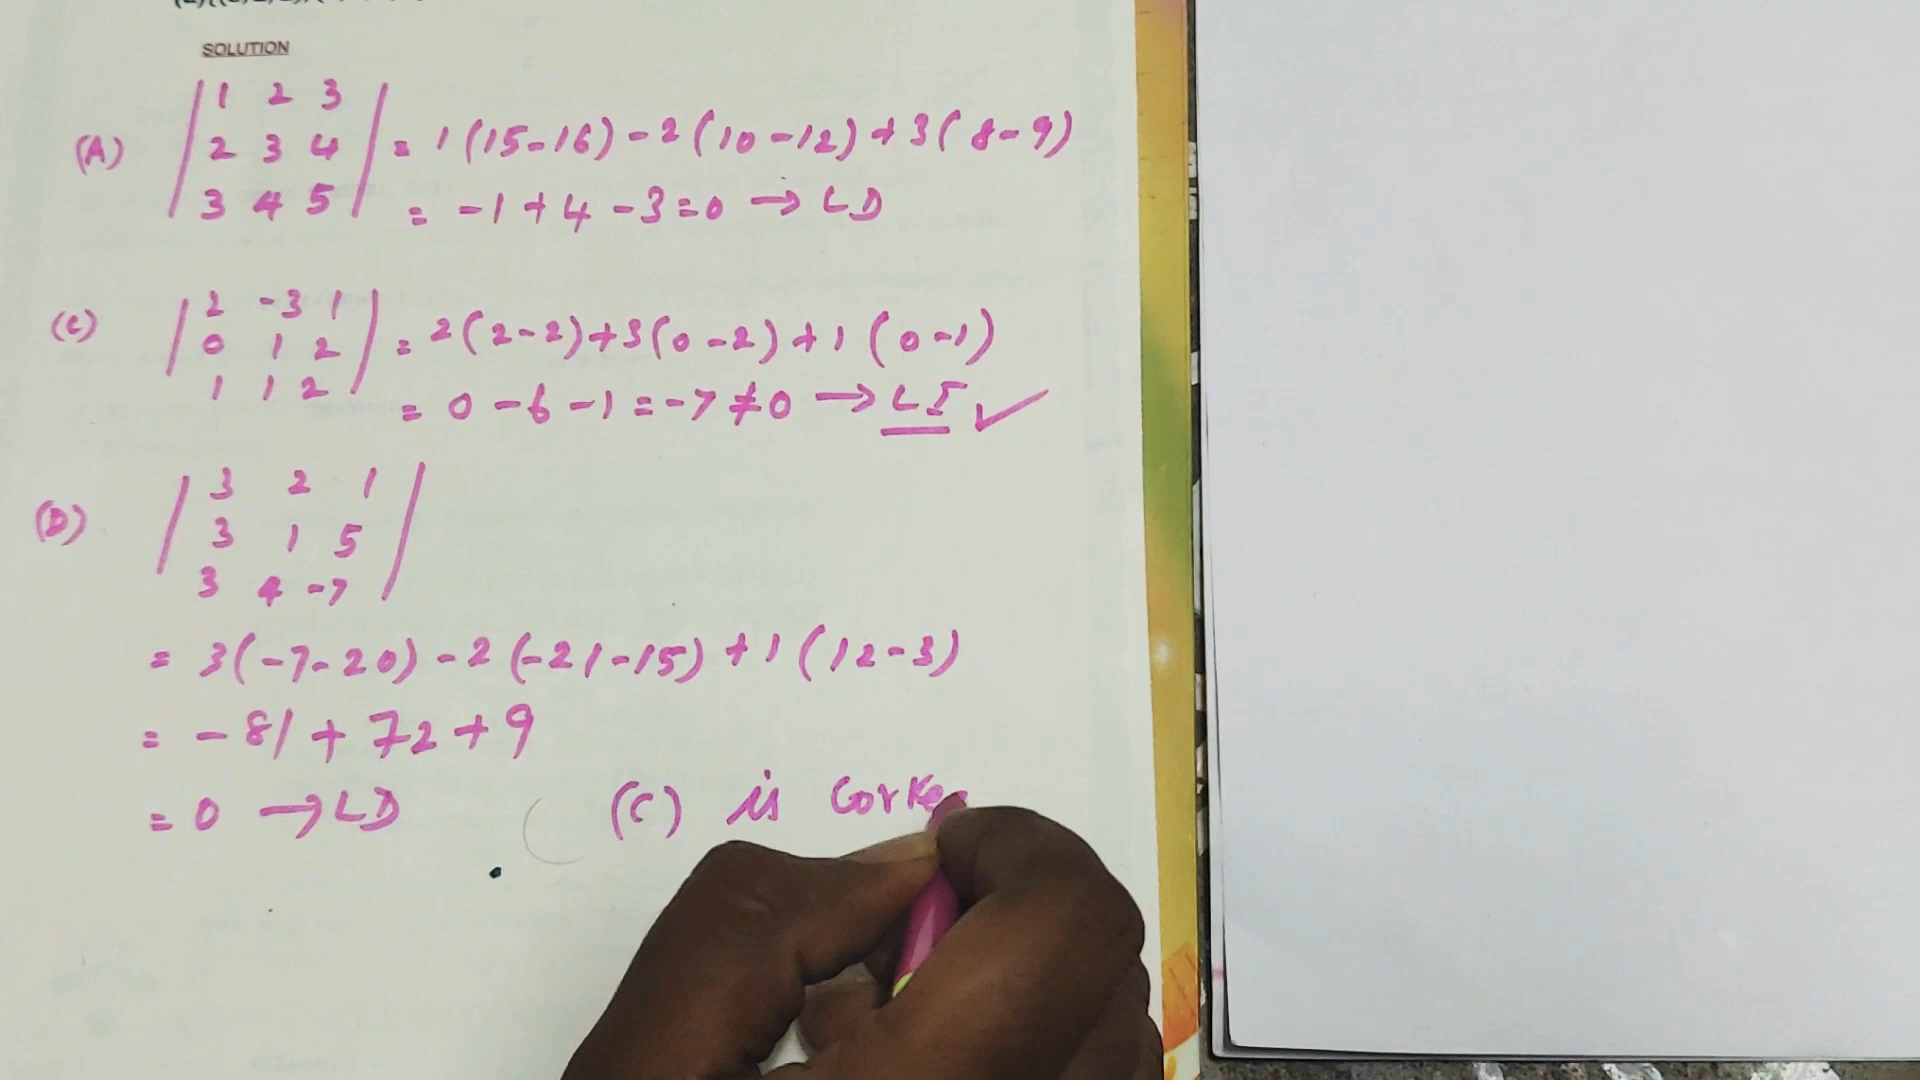 SOLUTION
(A) | 1 2 3 |
| 2 3 4 | = 1(15-16)-2(10-12)+3(8-9)
| 3 4 5 | = -1+4-3=0 → LD
(C) | 2 -3 1 |
| 0 1 2 | = 2(2-2)+3(0-2)+1(0-1)
| 1 1 2 | = 0-6-1=-7≠0 → LI ✓
(D) | 3 2 1 |
| 3 1 5 |
| 3 4 -7 |
= 3(-7-20)-2(-21-15)+1(12-3)
= -81+72+9
= 0 → LD (C) is